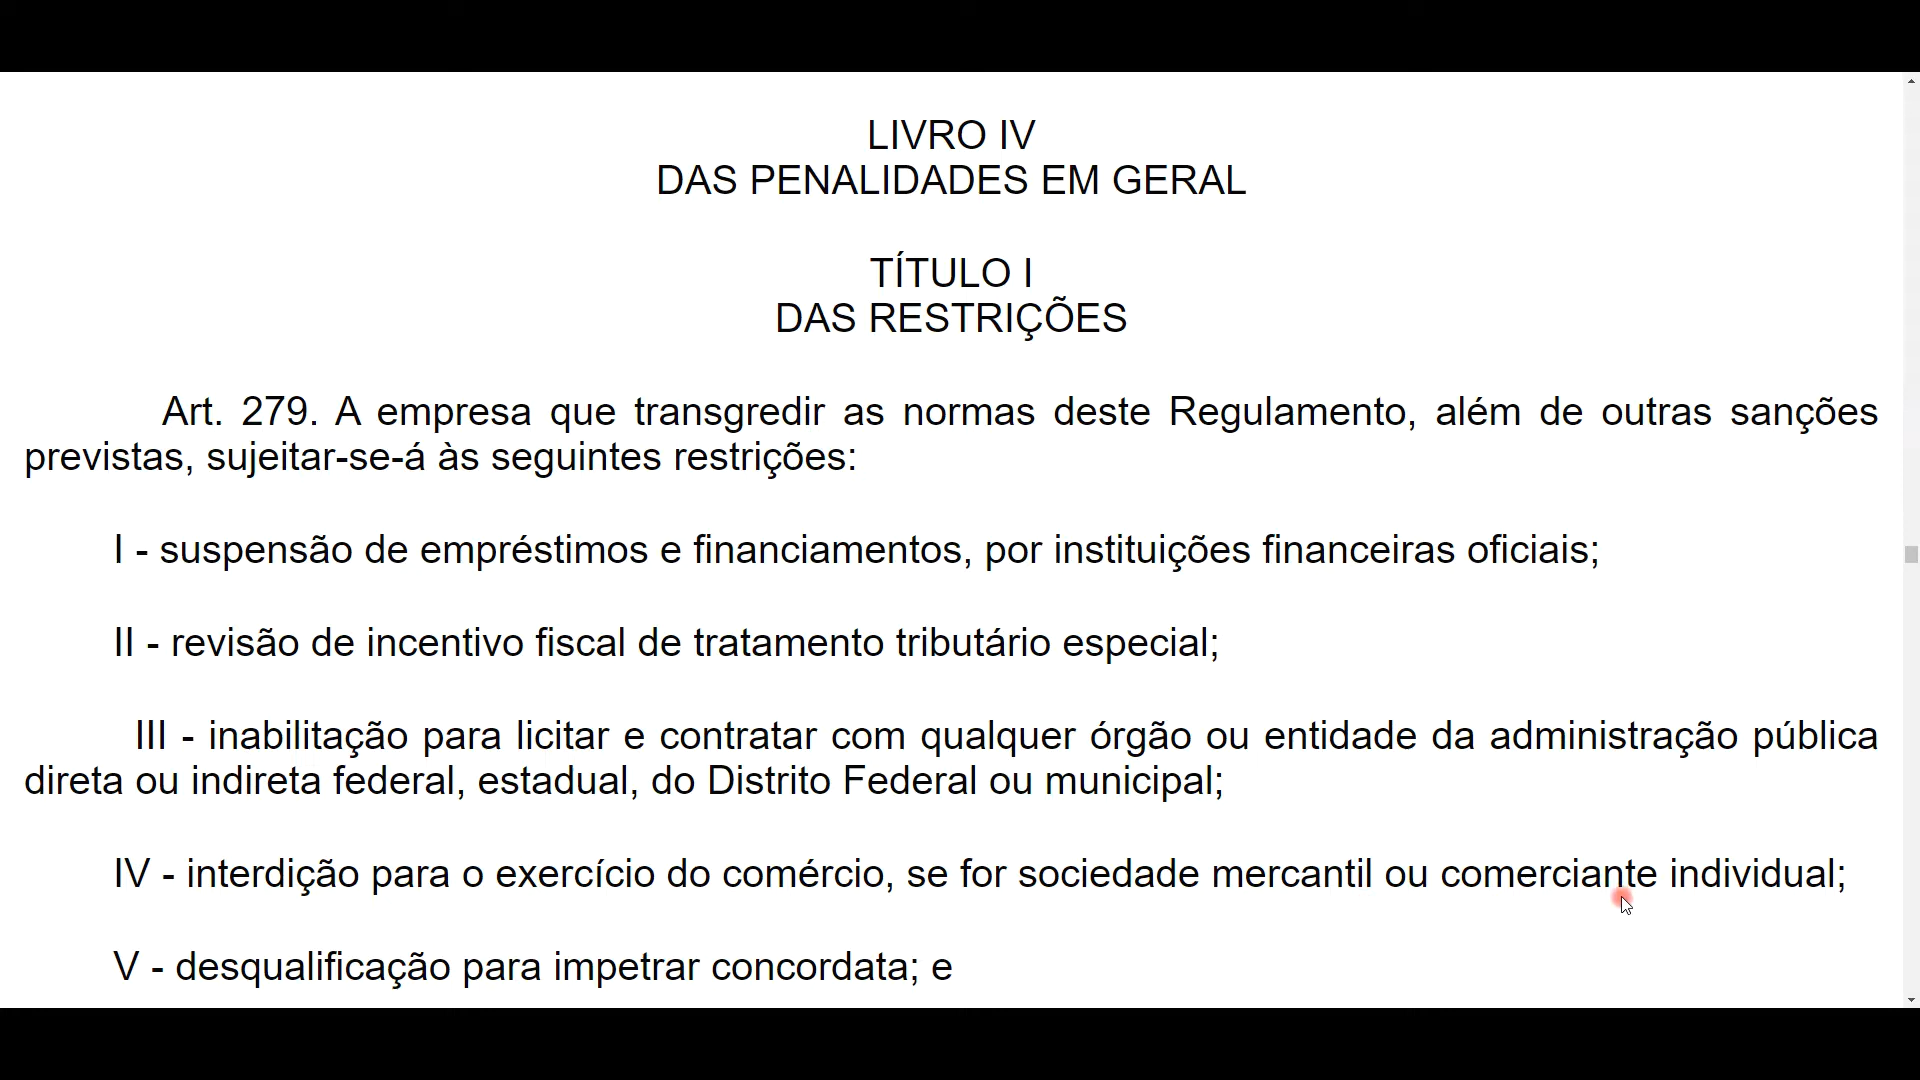 LIVRO IV
DAS PENALIDADES EM GERAL
TÍTULO I
DAS RESTRIÇÕES
Art. 279. A empresa que transgredir as normas deste Regulamento, além de outras sanções
previstas, sujeitar-se-á às seguintes restrições:
I - suspensão de empréstimos e financiamentos, por instituições financeiras oficiais;
II - revisão de incentivo fiscal de tratamento tributário especial;
III - inabilitação para licitar e contratar com qualquer órgão ou entidade da administração pública
direta ou indireta federal, estadual, do Distrito Federal ou municipal;
IV - interdição para o exercício do comércio, se for sociedade mercantil ou comerciante individual;
V - desqualificação para impetrar concordata; e